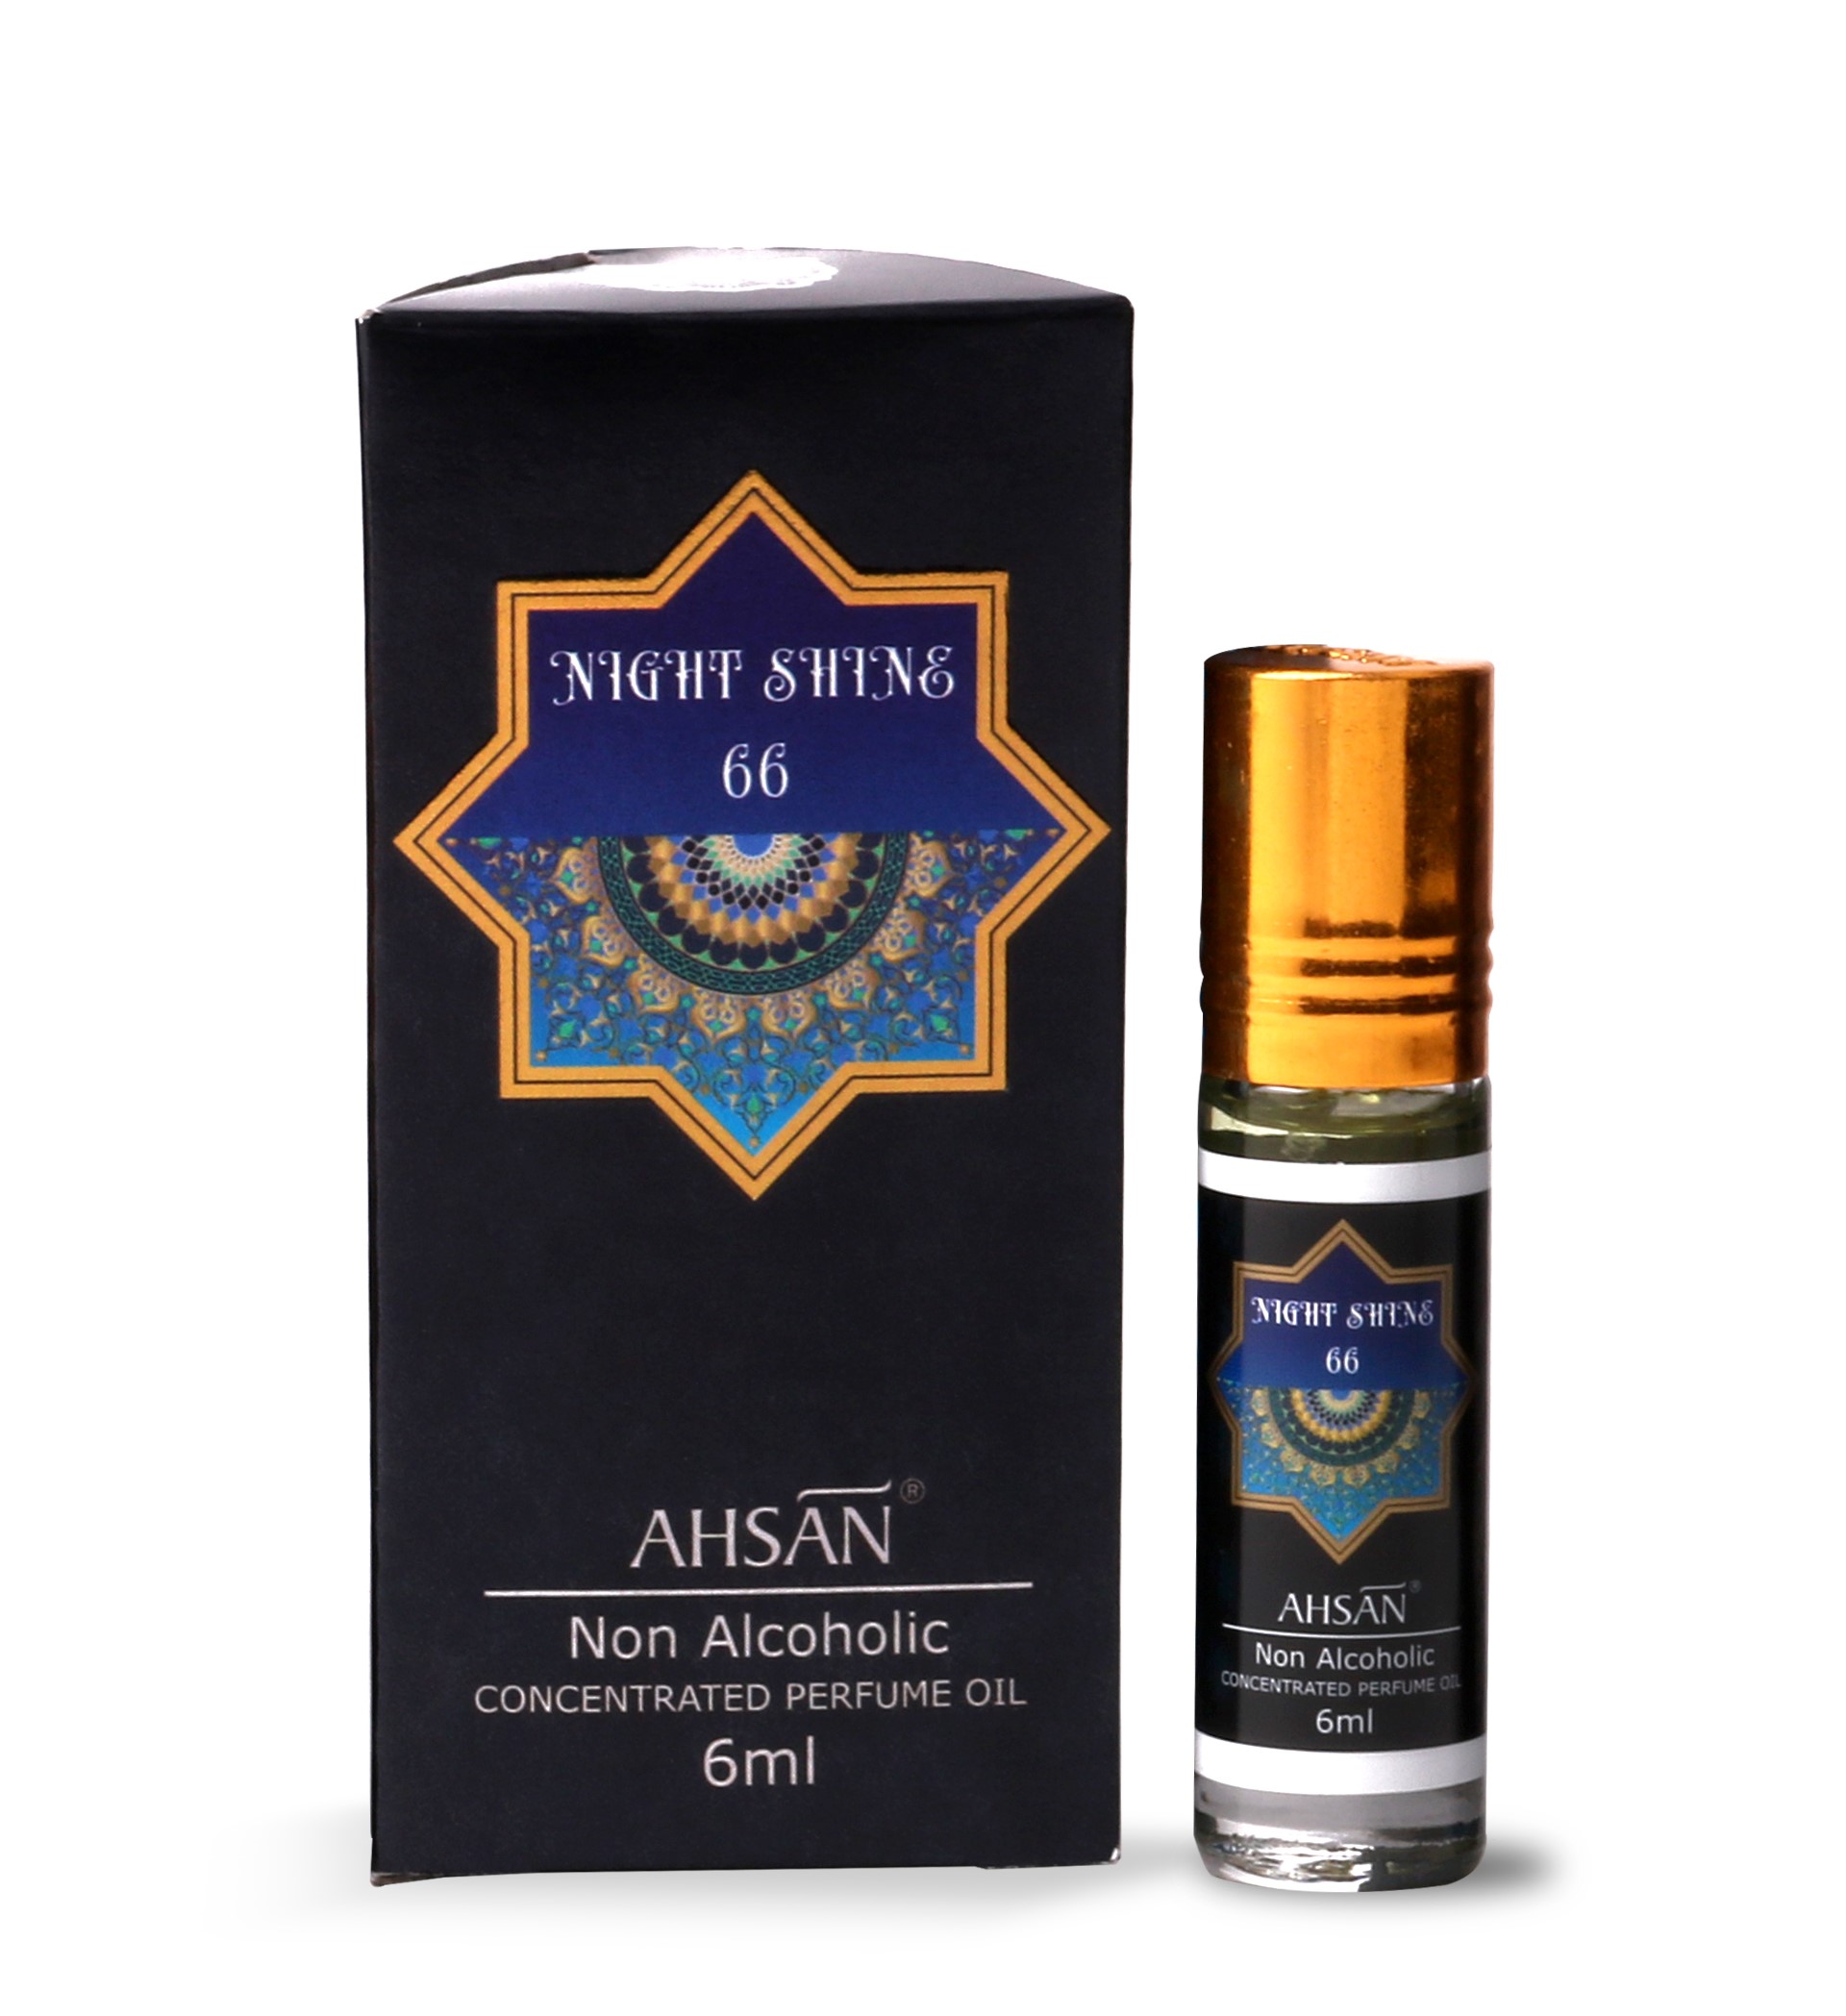 NIGHT SHINE
66
AHSAN®
Non Alcoholic
CONCENTRATED PERFUME OIL
6ml
NIGHT SHINE
66
AHSAN®
Non Alcoholic
CONCENTRATED PERFUME OIL
6ml